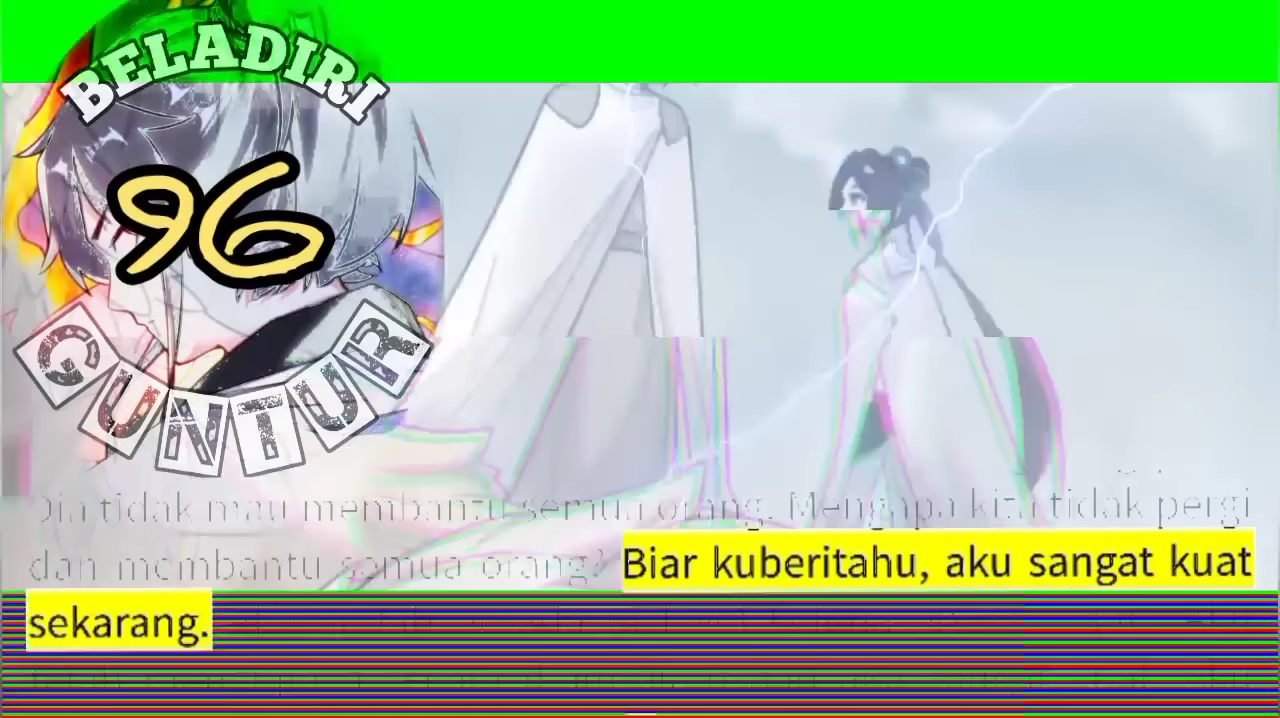 BELADIRI
96
GUNTUR
Dia tidak mau membantu semua orang. Mengapa kita tidak pergi
dan membantu semua orang? Biar kuberitahu, aku sangat kuat
sekarang.